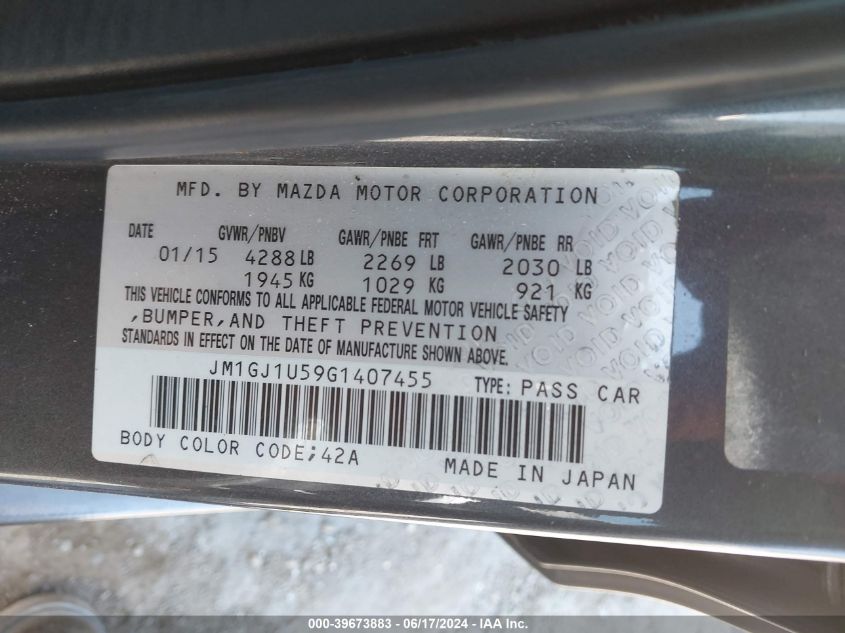 MFD. BY MAZDA MOTOR CORPORATION
DATE GVWR/PNBV GAWR/PNBE FRT GAWR/PNBE RR
01/15 4288 LB 2269 LB 2030 LB
1945 KG 1029 KG 921 KG
THIS VEHICLE CONFORMS TO ALL APPLICABLE FEDERAL MOTOR VEHICLE SAFETY
,BUMPER,AND THEFT PREVENTION
STANDARDS IN EFFECT ON THE DATE OF MANUFACTURE SHOWN ABOVE.
JM1GJ1U59G1407455 TYPE: PASS CAR
BODY COLOR CODE;42A
MADE IN JAPAN
VOID VOID VOID
000-39673883 - 06/17/2024 - IAA Inc.